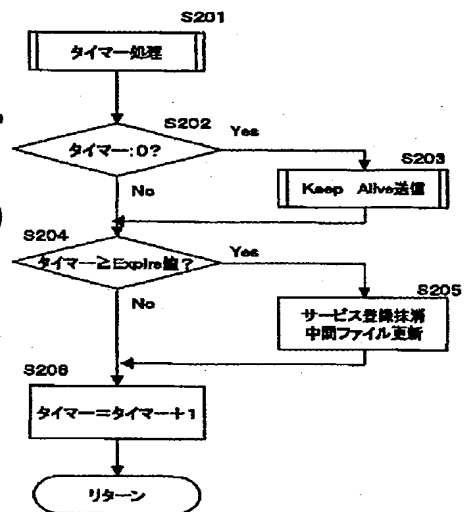 S201
タイマー処理
S202
タイマー:0?
Yes
No
S203
Keep Alive送信
S204
タイマー≧Expire値?
Yes
No
S205
サービス登録抹消
中間ファイル更新
S206
タイマー=タイマー+1
リターン